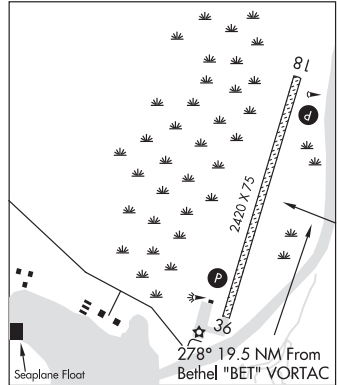 18
P
2420 X 75
P
36
L
278° 19.5 NM From
Bethel "BET" VORTAC
Seaplane Float